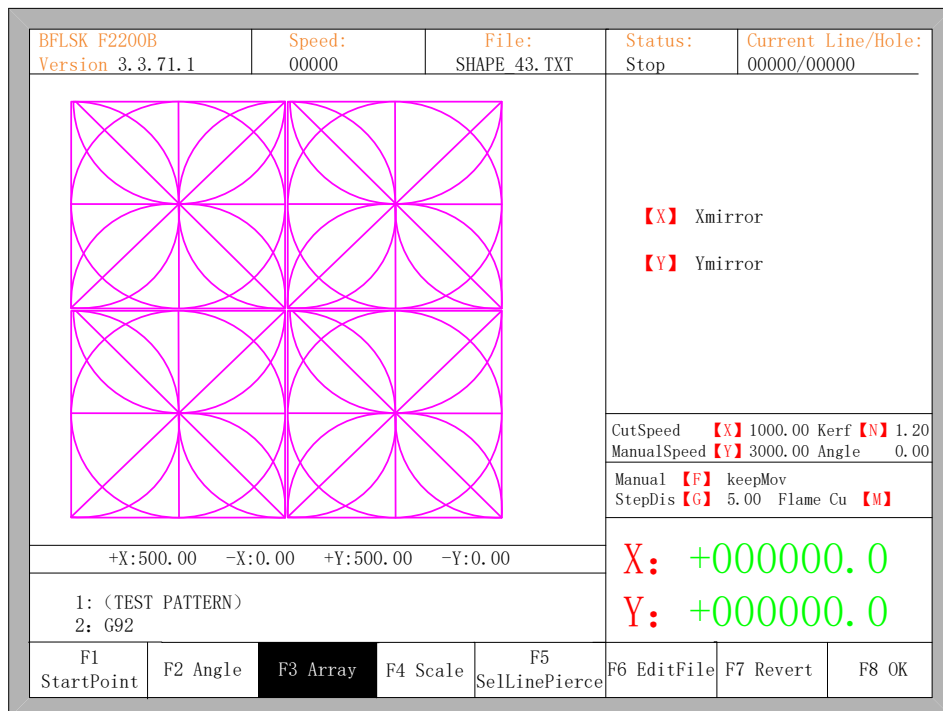 BFLSK F2200B Speed: File: Status: Current Line/Hole:
Version 3.3.71.1 00000 SHAPE_43.TXT Stop 00000/00000
【X】 Xmirror
【Y】 Ymirror
CutSpeed 【X】 1000.00 Kerf 【N】 1.20
ManualSpeed 【Y】 3000.00 Angle 0.00
Manual 【F】 keepMov
StepDis 【G】 5.00 Flame Cu 【M】
+X:500.00 -X:0.00 +Y:500.00 -Y:0.00
X: +000000.0
1: (TEST PATTERN)
2: G92
Y: +000000.0
F1 StartPoint
F2 Angle
F3 Array
F4 Scale
F5 SelLinePierce
F6 EditFile
F7 Revert
F8 OK